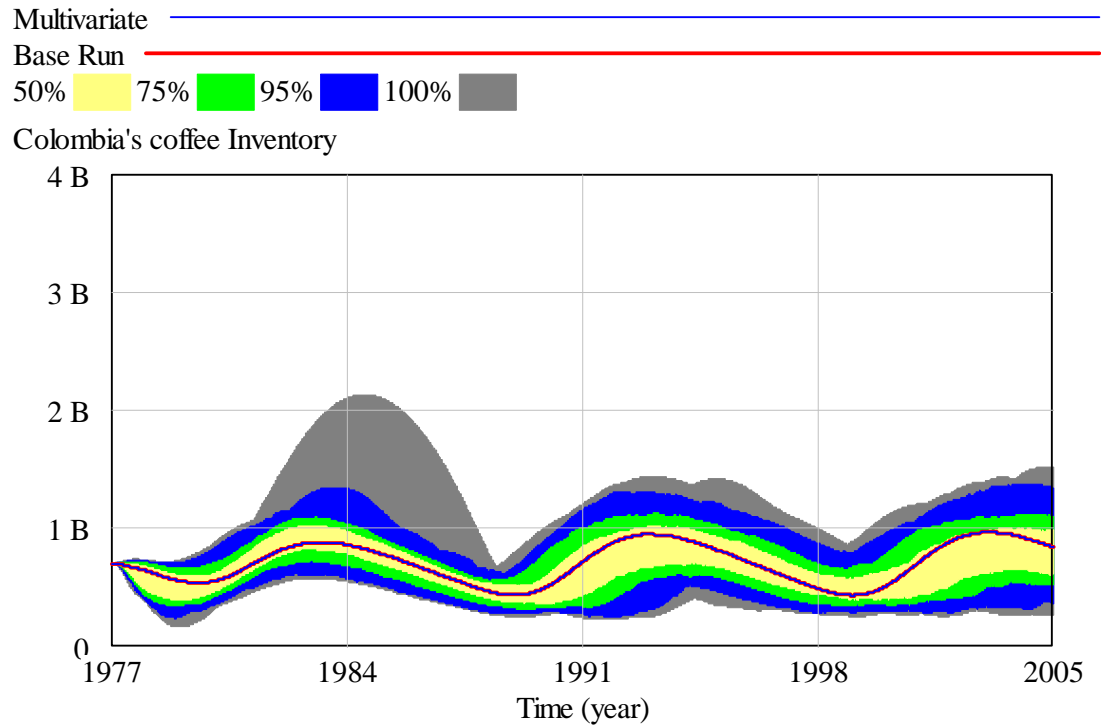 Multivariate
Base Run
50% 75% 95% 100%
Colombia's coffee Inventory
4 B
3 B
2 B
1 B
0
1977 1984 1991 1998 2005
Time (year)